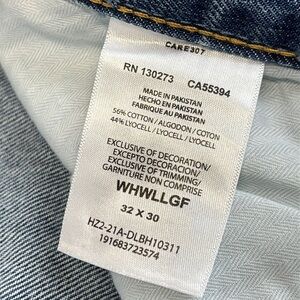 CARE307
RN 130273 CA55394
MADE IN PAKISTAN
HECHO EN PAKISTAN
FABRIQUE AU PAKISTAN
56% COTTON / ALGODON / COTON
44% LYOCELL / LIYOCELL / LYOCELL
EXCLUSIVE OF DECORATION/
EXCEPTO DECORACION/
EXCLUSIVE OF TRIMMING/
GARNITURE NON COMPRISE
WHWLLGF
32 X 30
HZ2-21A-DLBH10311
191683723574